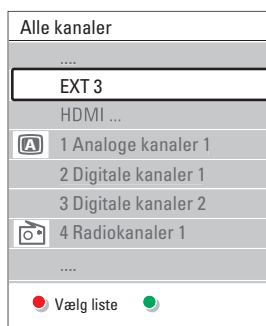 Alle kanaler
....
EXT 3
HDMI ...
A 1 Analoge kanaler 1
2 Digitale kanaler 1
3 Digitale kanaler 2
4 Radiokanaler 1
....
Vælg liste